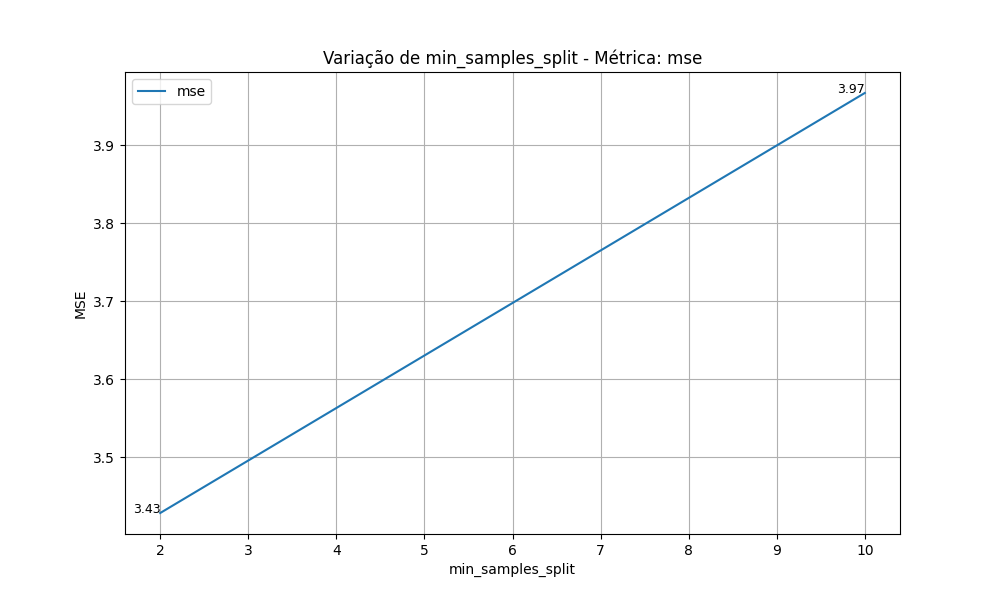 Variação de min_samples_split - Métrica: mse
mse
3.97
3.9
3.8
3.7
3.6
3.5
MSE
3.43
2 3 4 5 6 7 8 9 10
min_samples_split